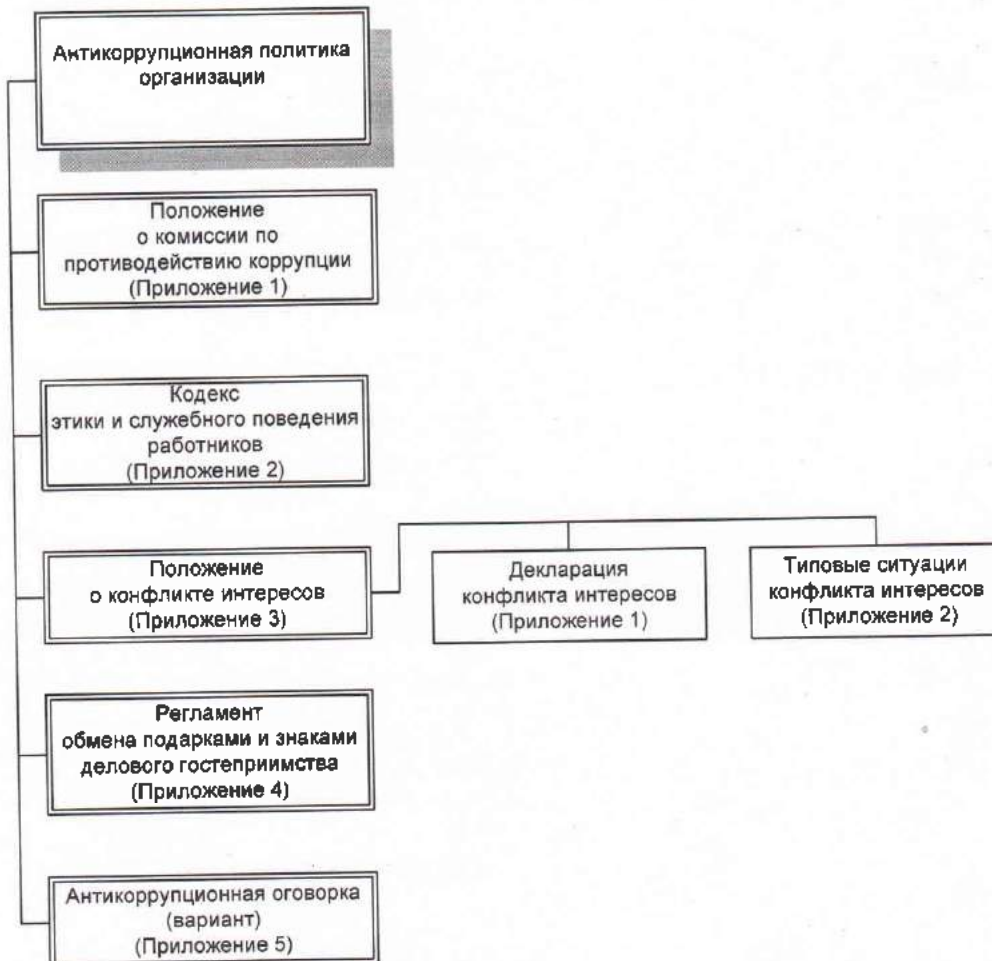 Антикоррупционная политика
организации
Положение
о комиссии по
противодействию коррупции
(Приложение 1)
Кодекс
этики и служебного поведения
работников
(Приложение 2)
Положение
о конфликте интересов
(Приложение 3)
Декларация
конфликта интересов
(Приложение 1)
Типовые ситуации
конфликта интересов
(Приложение 2)
Регламент
обмена подарками и знаками
делового гостеприимства
(Приложение 4)
Антикоррупционная оговорка
(вариант)
(Приложение 5)